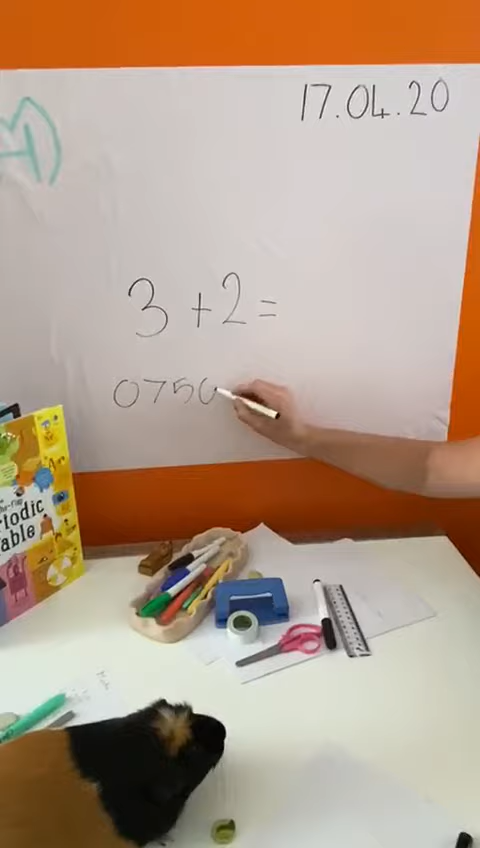 17.04.20
3 + 2 =
0750
Periodic
Table